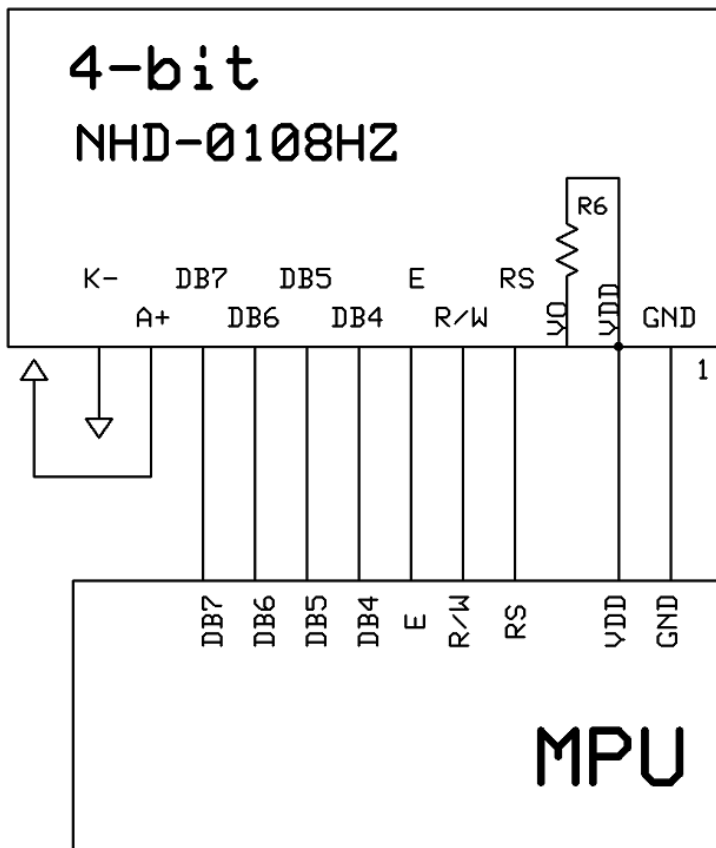 4-bit
NHD-0108HZ
R6
K- DB7 DB5 E RS
A+ DB6 DB4 R/W VO VDD GND
1
DB7 DB6 DB5 DB4 E R/W RS VDD GND
MPU